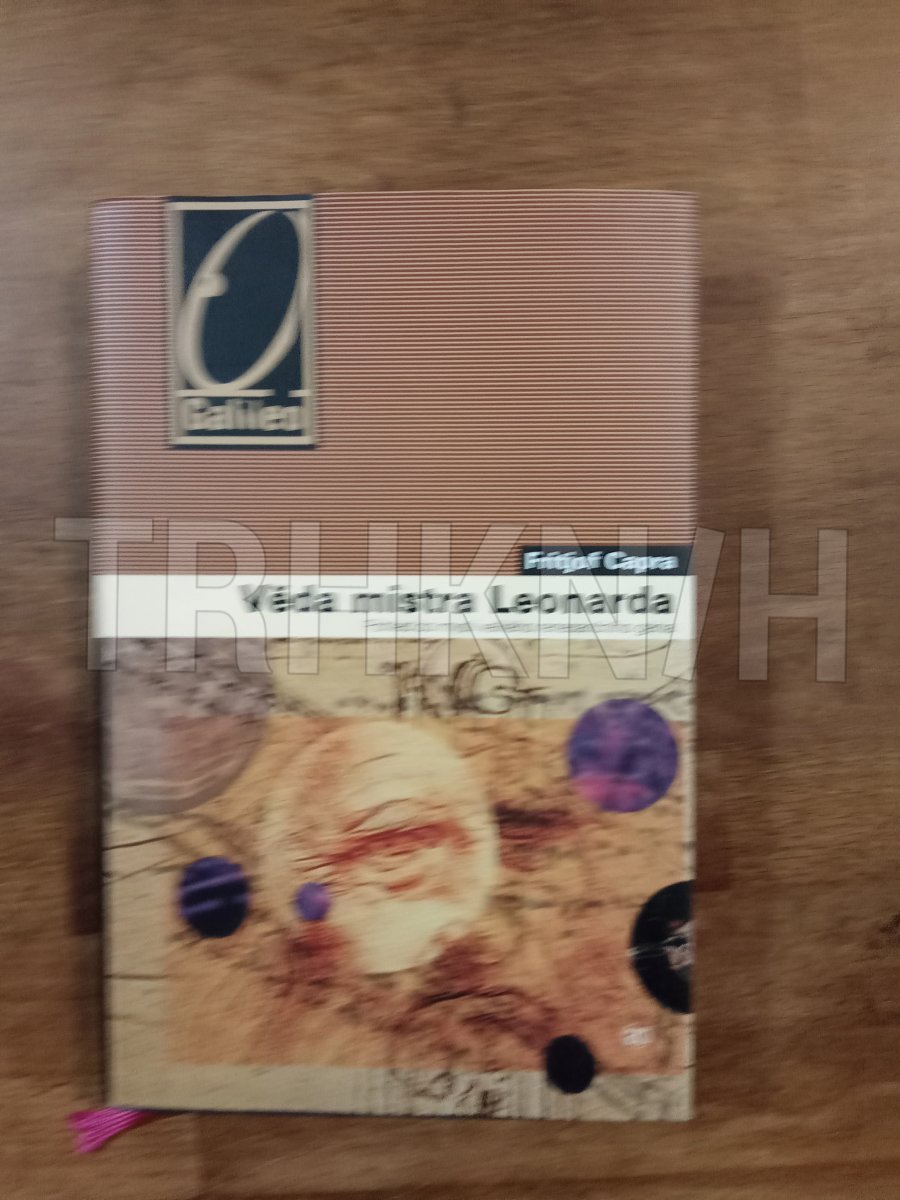 Galileo
Fritjof Capra
Věda mistra Leonarda
TRHKNIH